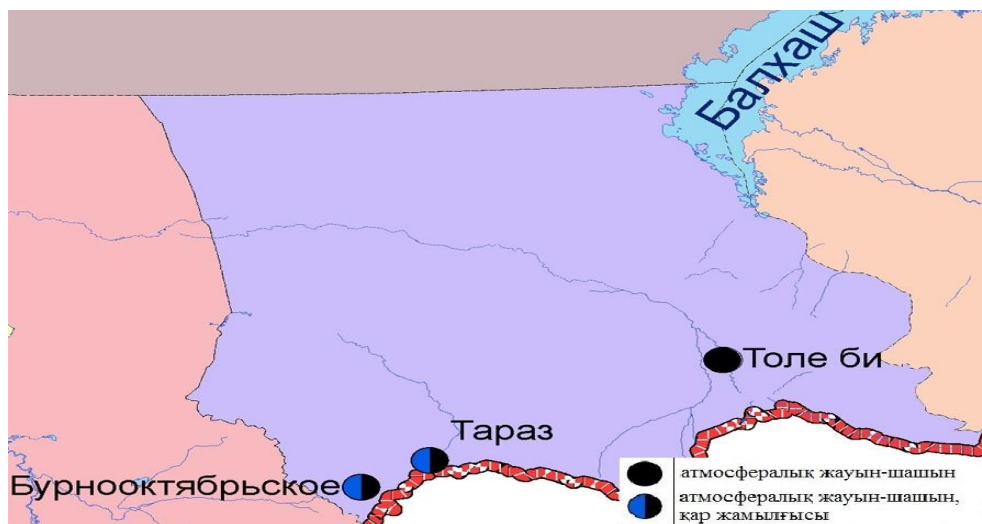 Балхаш
Толе би
Тараз
Бурнооктябрьское
атмосфералық жауын-шашын
атмосфералық жауын-шашын,
қар жамылғысы